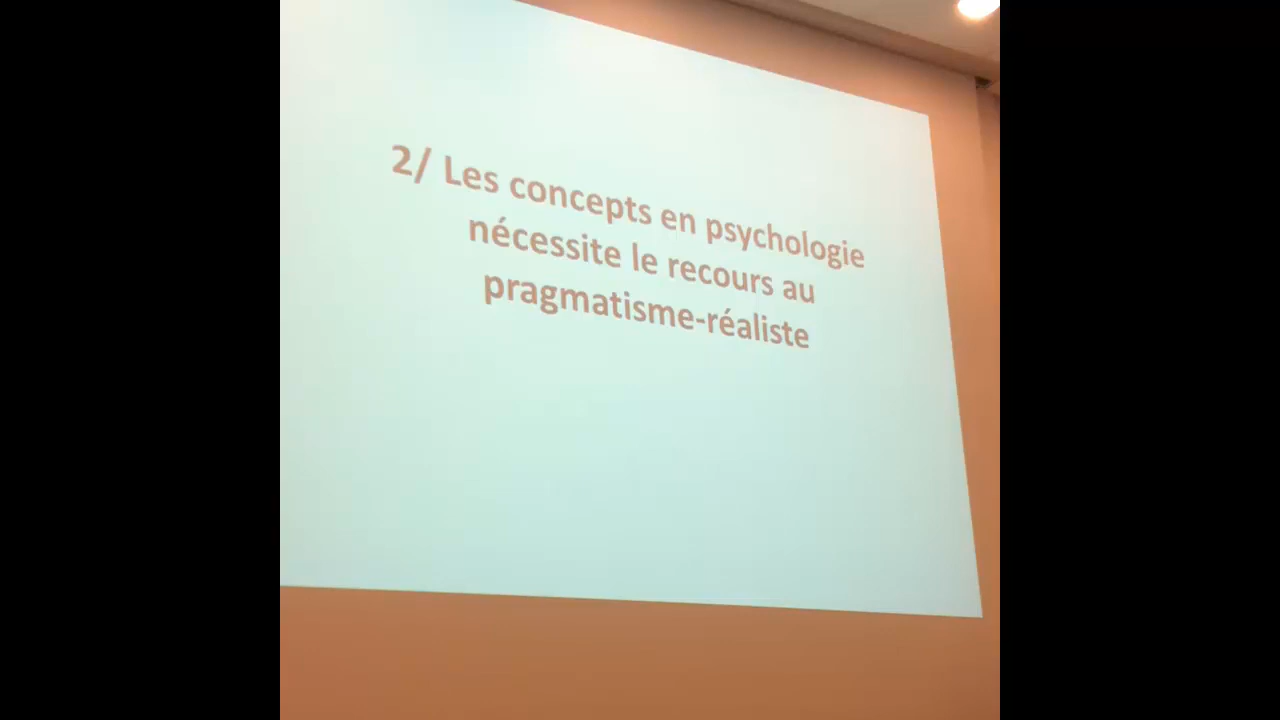 2/ Les concepts en psychologie
nécessite le recours au
pragmatisme-réaliste